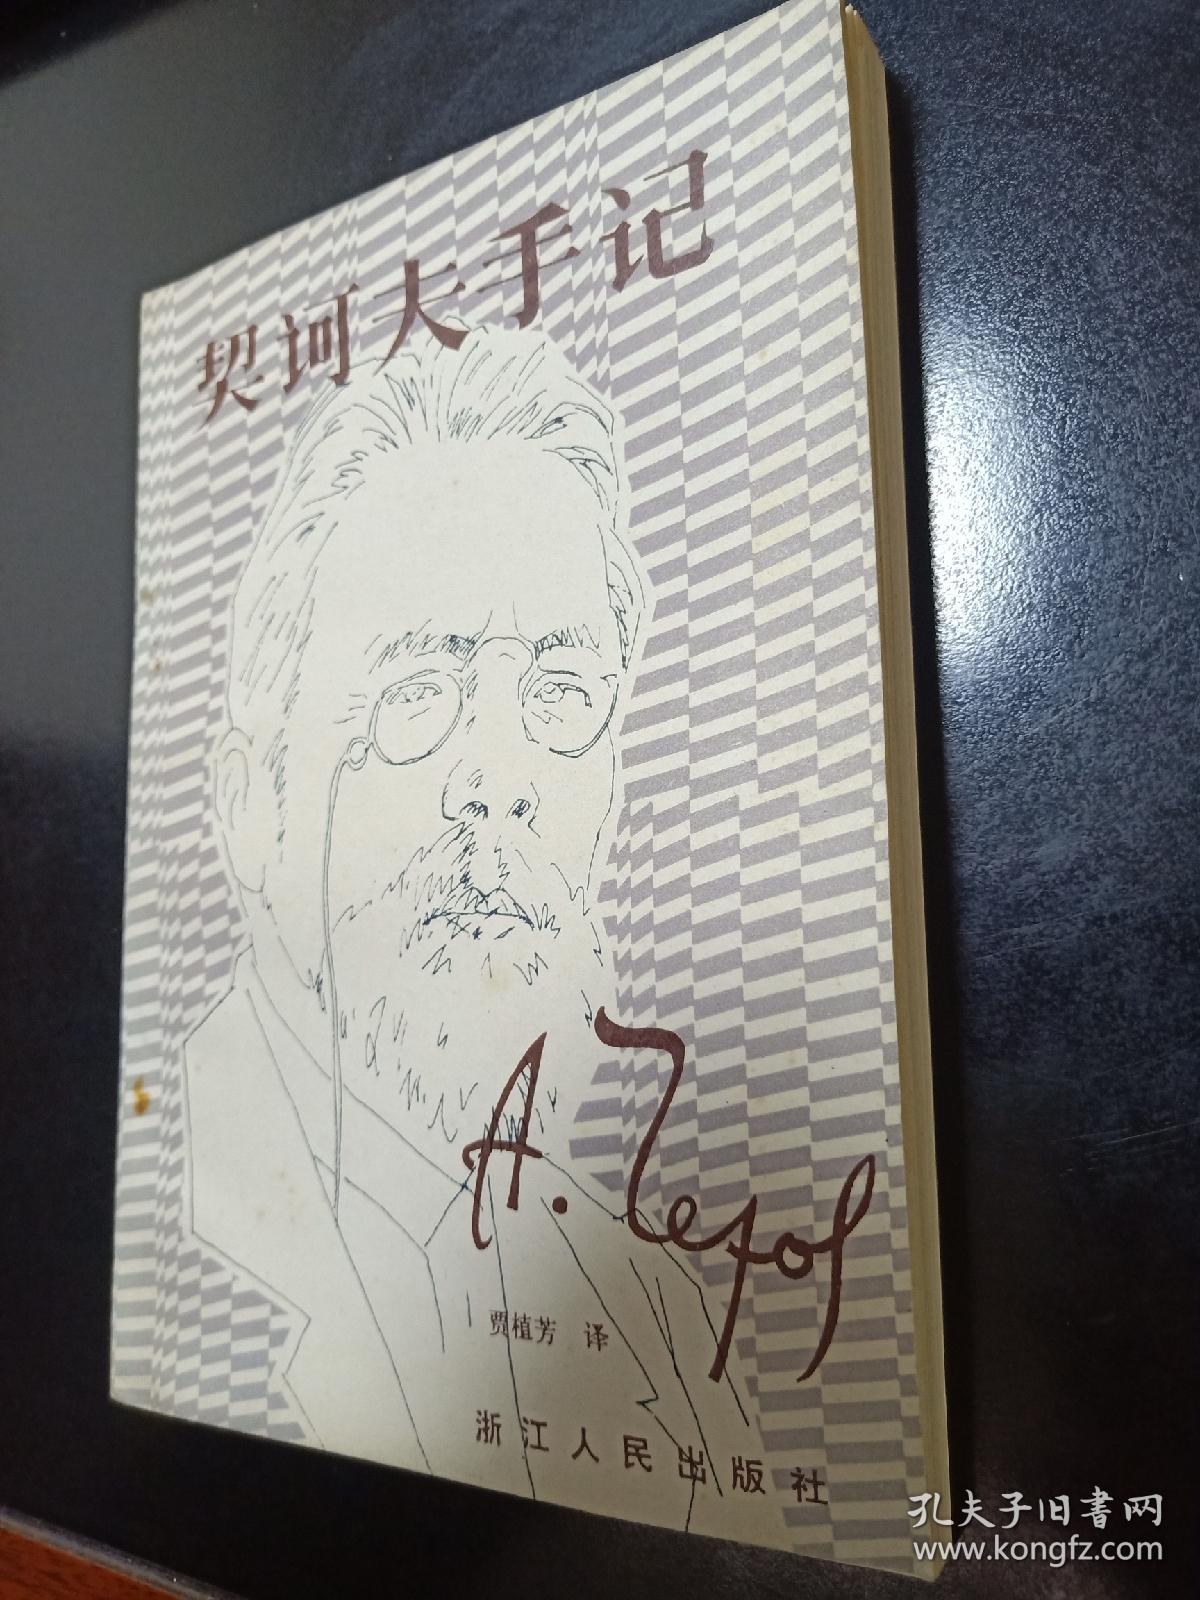 契诃夫手记
А. Чехов
贾植芳 译
浙江人民出版社
孔夫子旧書网
www.kongfz.com